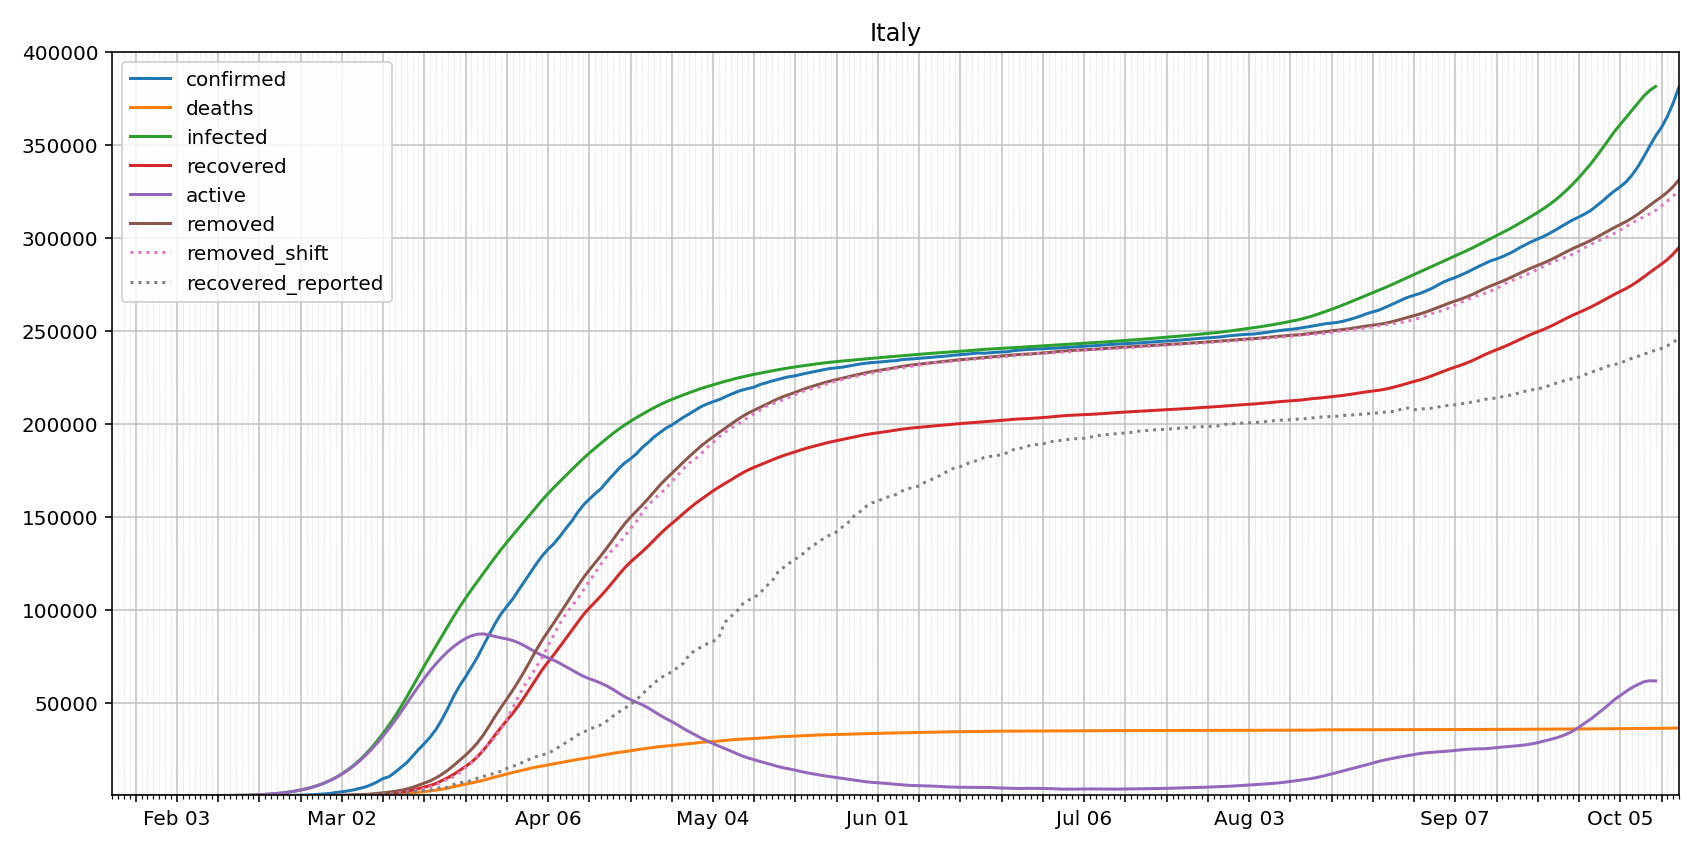 Italy
400000
350000
300000
250000
200000
150000
100000
50000
confirmed
deaths
infected
recovered
active
removed
removed_shift
recovered_reported
Feb 03
Mar 02
Apr 06
May 04
Jun 01
Jul 06
Aug 03
Sep 07
Oct 05